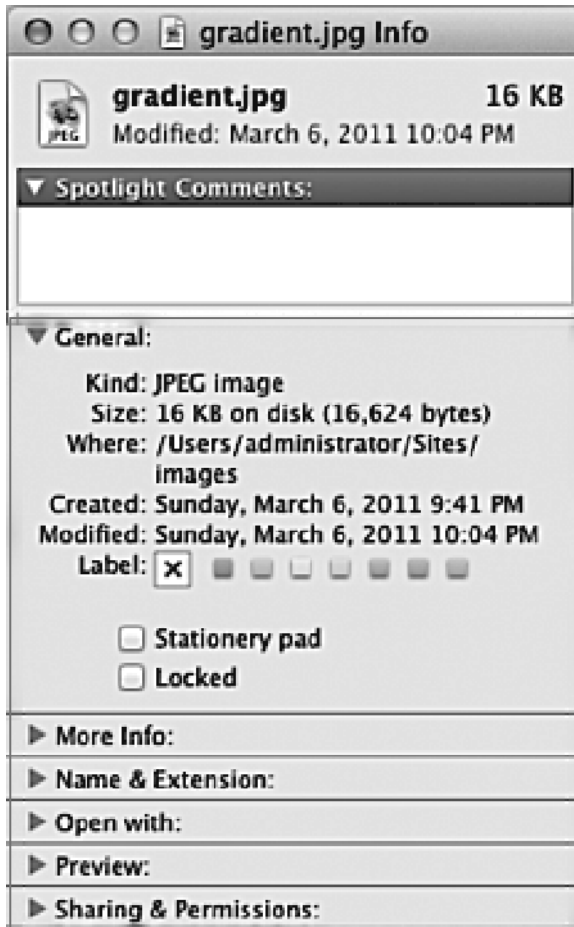 gradient.jpg Info
gradient.jpg 16 KB
JPEG
Modified: March 6, 2011 10:04 PM
Spotlight Comments:
General:
Kind: JPEG image
Size: 16 KB on disk (16,624 bytes)
Where: /Users/administrator/Sites/
images
Created: Sunday, March 6, 2011 9:41 PM
Modified: Sunday, March 6, 2011 10:04 PM
Label: x
Stationery pad
Locked
More Info:
Name & Extension:
Open with:
Preview:
Sharing & Permissions: